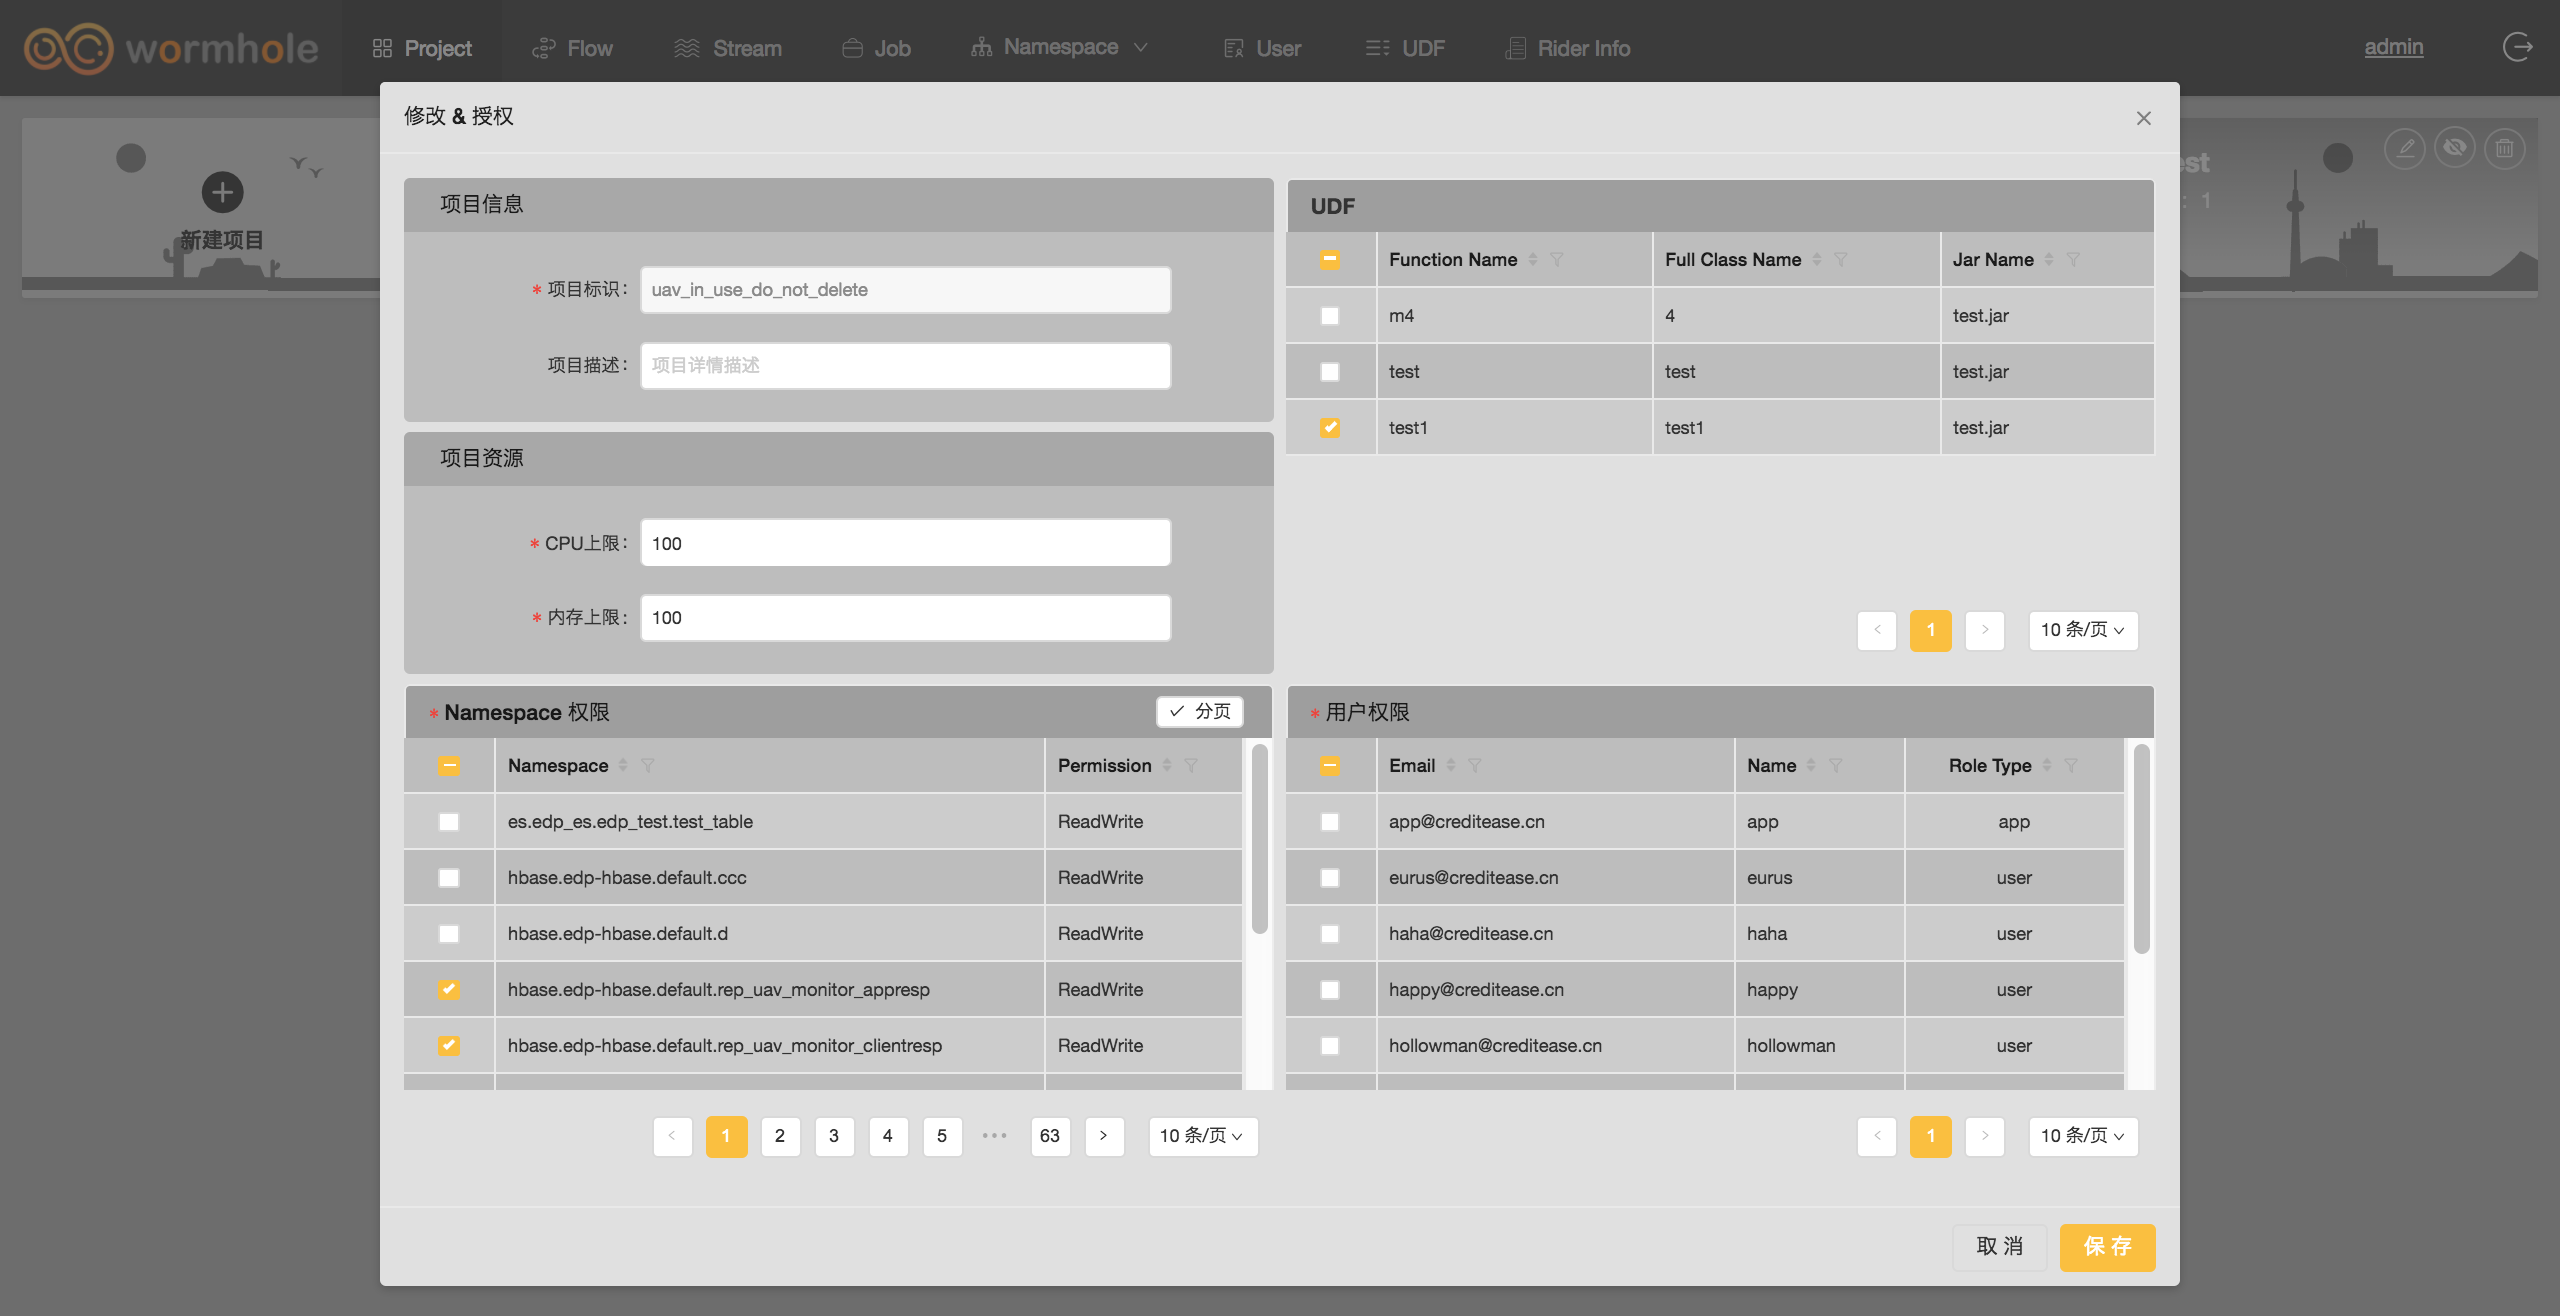 wormhole
Project
Flow
Stream
Job
Namespace
User
UDF
Rider Info
admin
新建项目
est
: 1
修改 & 授权
项目信息
* 项目标识：
uav_in_use_do_not_delete
项目描述：
项目详情描述
项目资源
* CPU上限：
100
* 内存上限：
100
UDF
Function Name Full Class Name Jar Name
m4 4 test.jar
test test test.jar
test1 test1 test.jar
< 1 > 10 条/页
* Namespace 权限
分页
Namespace Permission
es.edp_es.edp_test.test_table ReadWrite
hbase.edp-hbase.default.ccc ReadWrite
hbase.edp-hbase.default.d ReadWrite
hbase.edp-hbase.default.rep_uav_monitor_appresp ReadWrite
hbase.edp-hbase.default.rep_uav_monitor_clientresp ReadWrite
< 1 2 3 4 5 ••• 63 > 10 条/页
* 用户权限
Email Name Role Type
app@creditease.cn app app
eurus@creditease.cn eurus user
haha@creditease.cn haha user
happy@creditease.cn happy user
hollowman@creditease.cn hollowman user
< 1 > 10 条/页
取 消
保 存